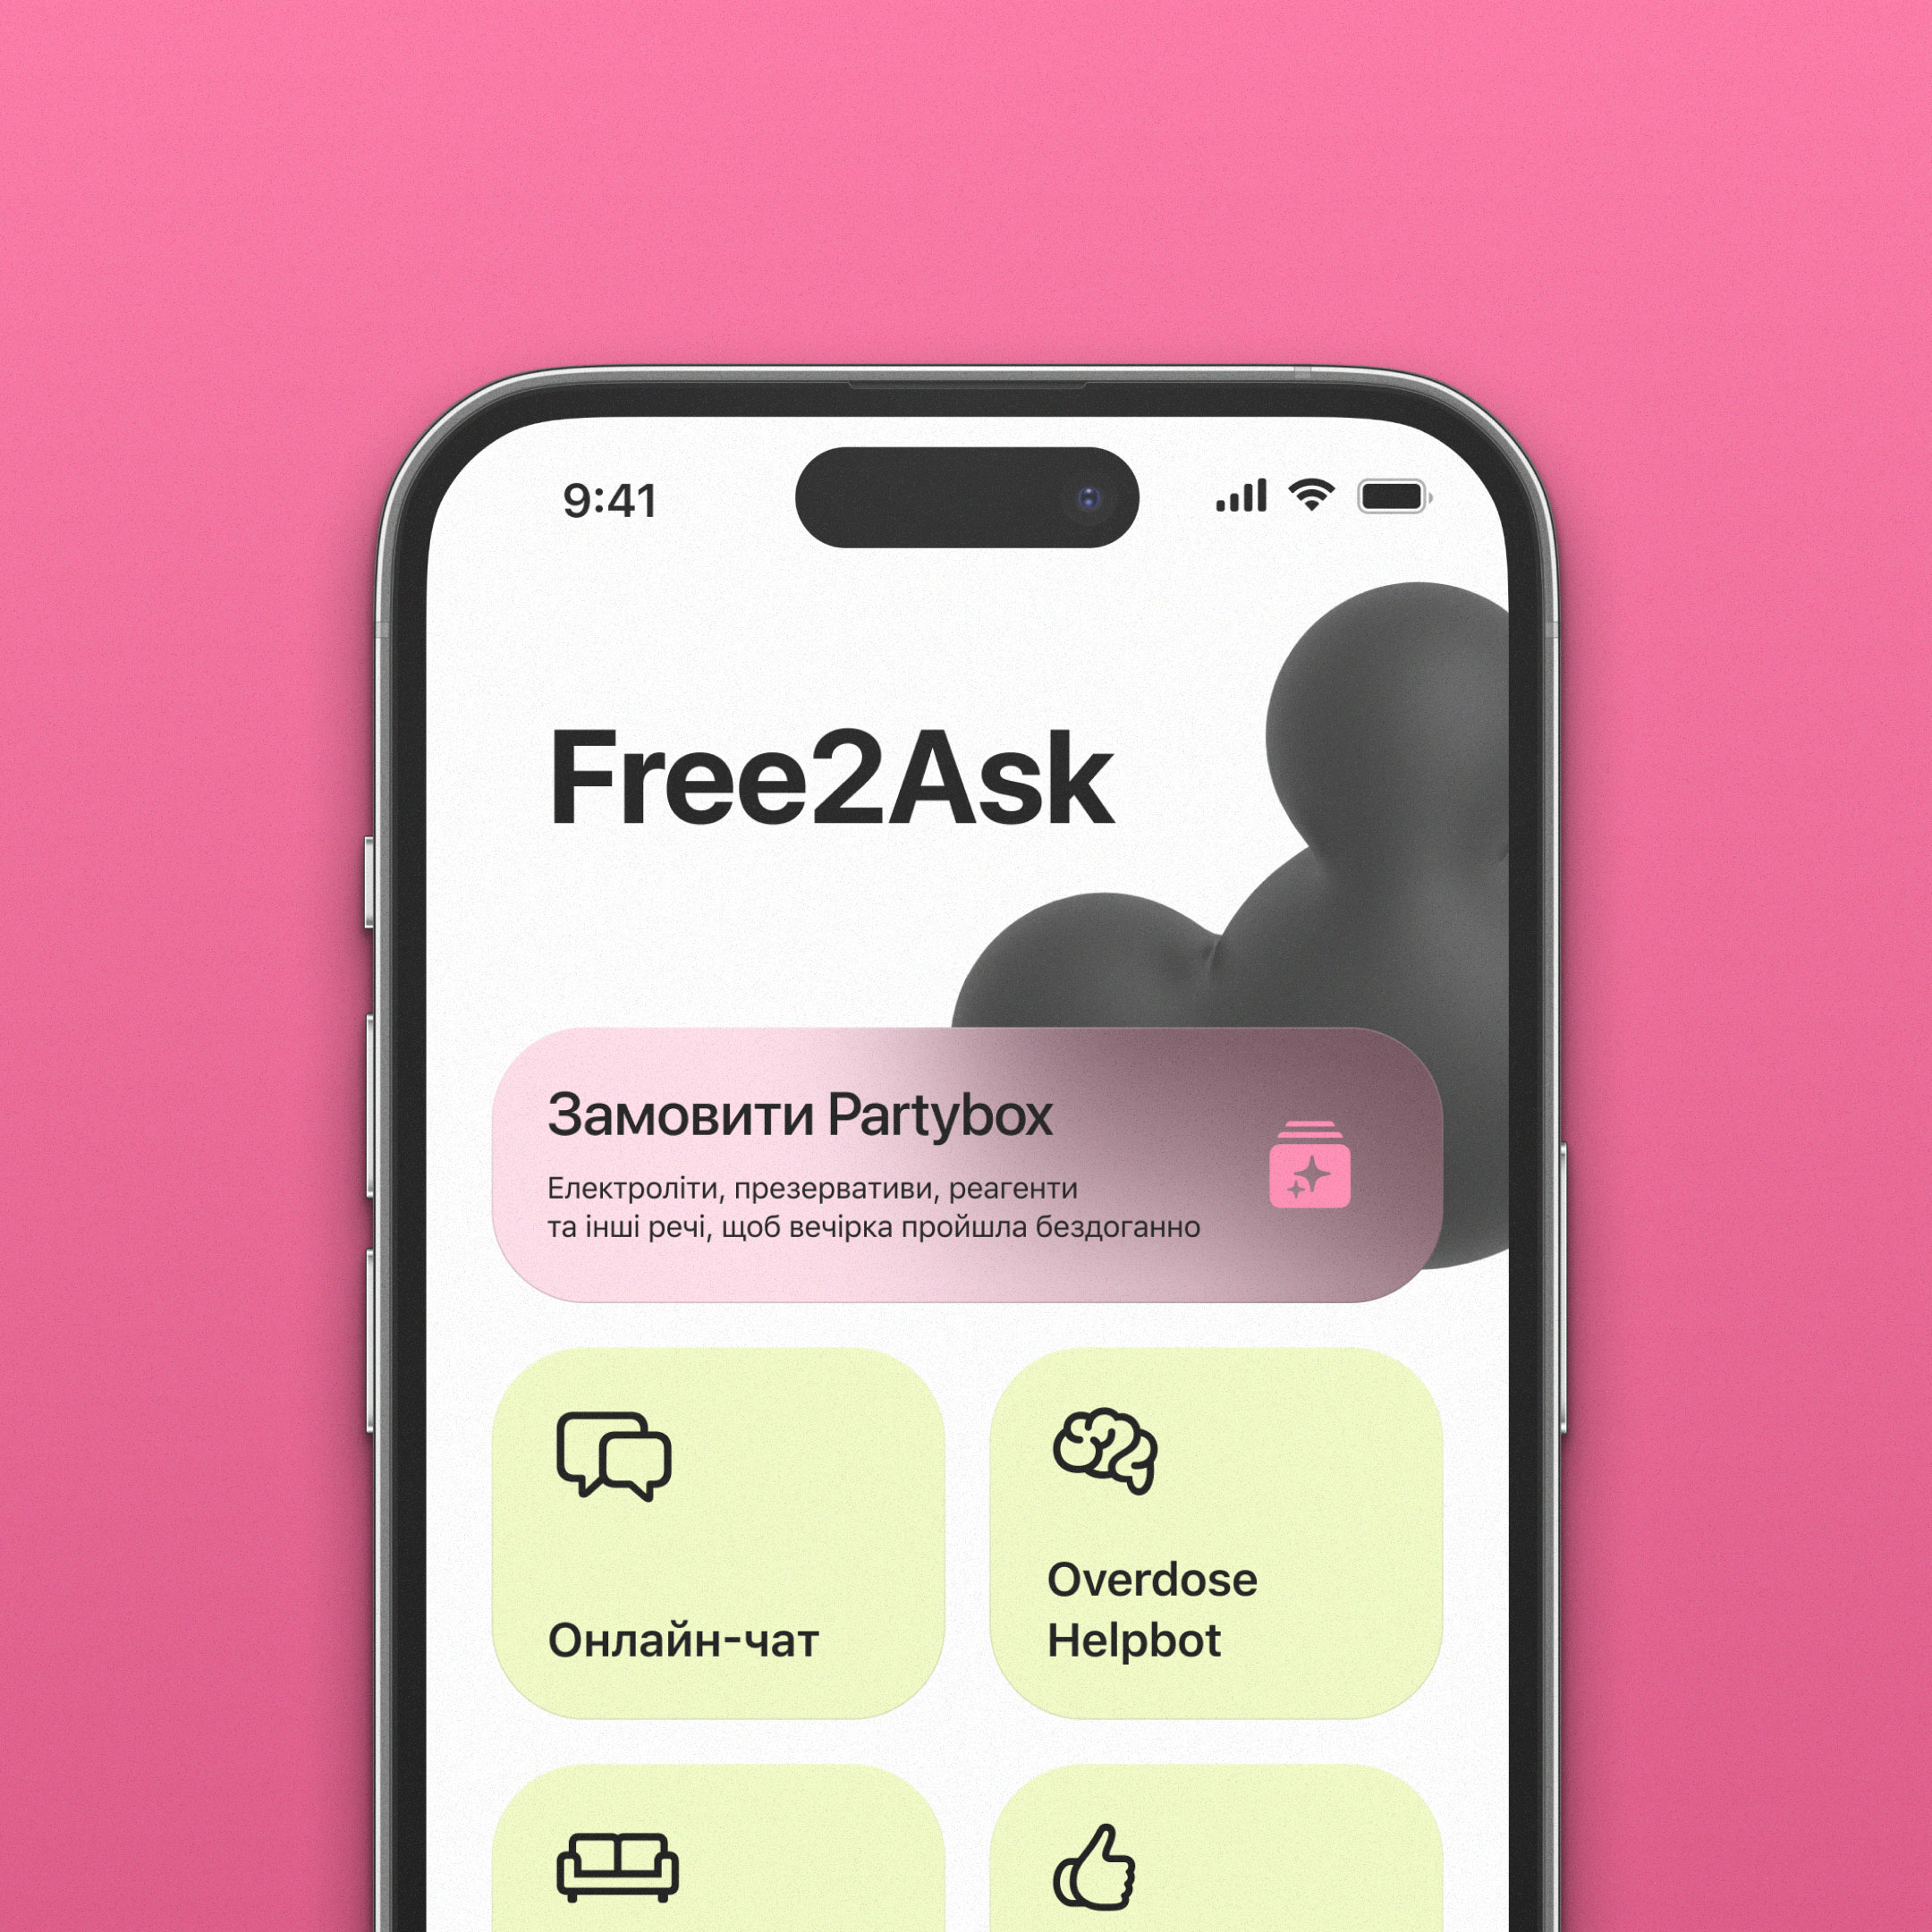 9:41
Free2Ask
Замовити Partybox
Електроліти, презервативи, реагенти
та інші речі, щоб вечірка пройшла бездоганно
Онлайн-чат
Overdose
Helpbot